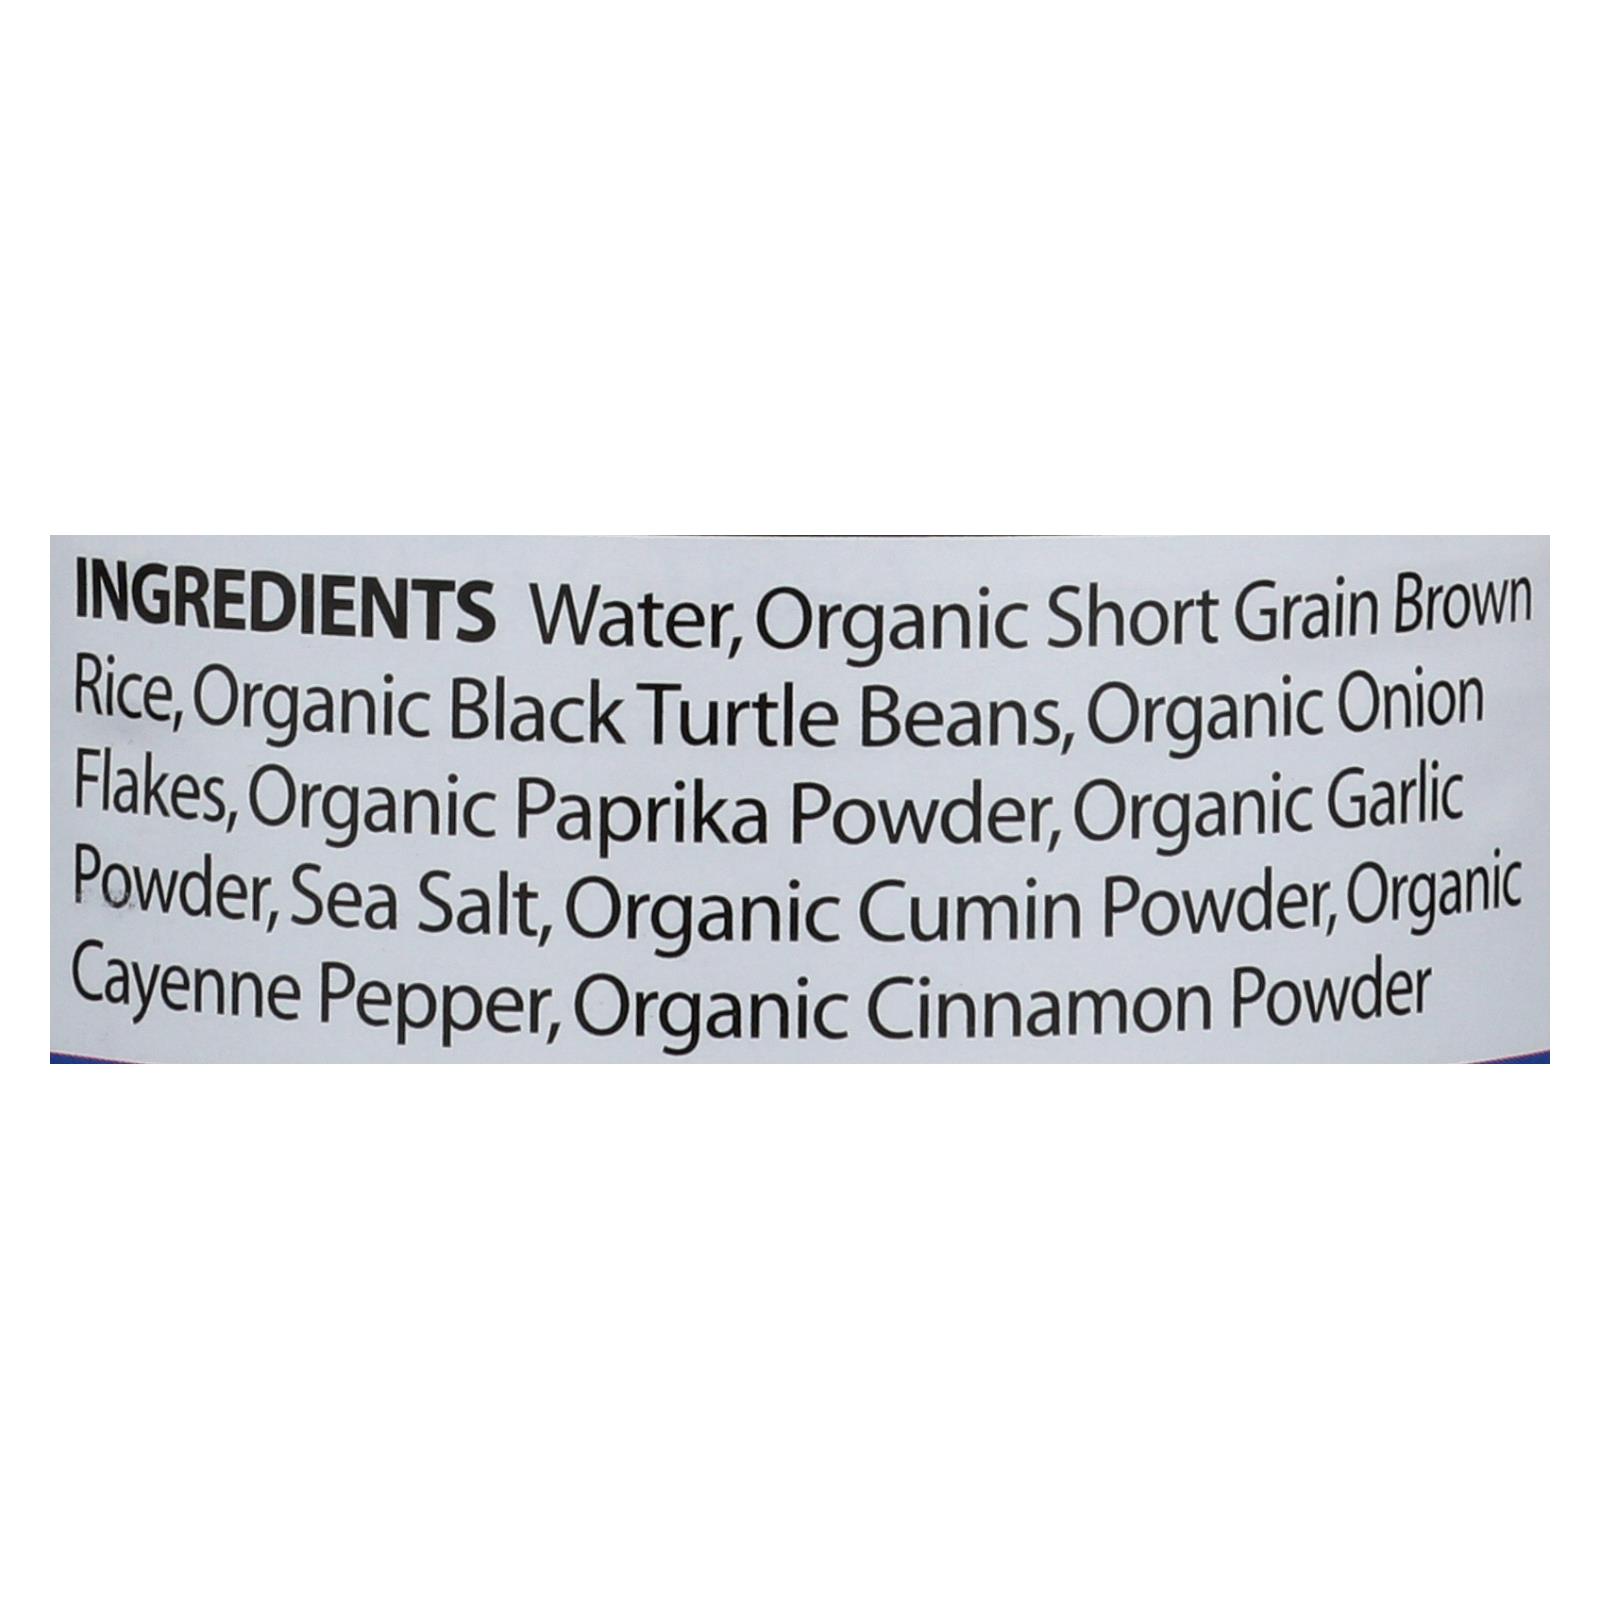 INGREDIENTS Water, Organic Short Grain Brown
Rice, Organic Black Turtle Beans, Organic Onion
Flakes, Organic Paprika Powder, Organic Garlic
Powder, Sea Salt, Organic Cumin Powder, Organic
Cayenne Pepper, Organic Cinnamon Powder